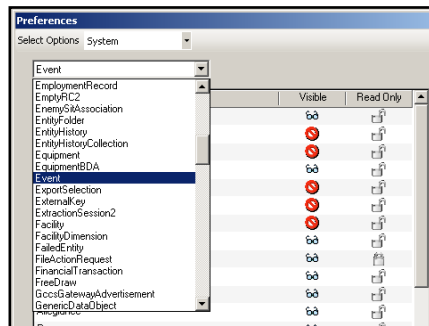 Preferences
Select Options System
Event
Visible Read Only
EmploymentRecord
EmptyRC2
EnemySitAssociation
EntityFolder
EntityHistory
EntityHistoryCollection
Equipment
EquipmentBDA
Event
ExportSelection
ExternalKey
ExtractionSession2
Facility
FacilityDimension
FailedEntity
FileActionRequest
FinancialTransaction
FreeDraw
GccsGatewayAdvertisement
GenericDataObject